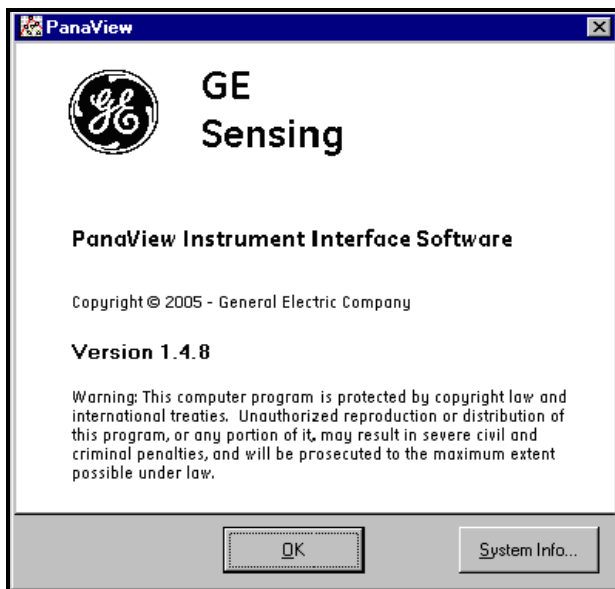 PanaView
GE
GE
Sensing
PanaView Instrument Interface Software
Copyright © 2005 - General Electric Company
Version 1.4.8
Warning: This computer program is protected by copyright law and
international treaties. Unauthorized reproduction or distribution of
this program, or any portion of it, may result in severe civil and
criminal penalties, and will be prosecuted to the maximum extent
possible under law.
OK
System Info...